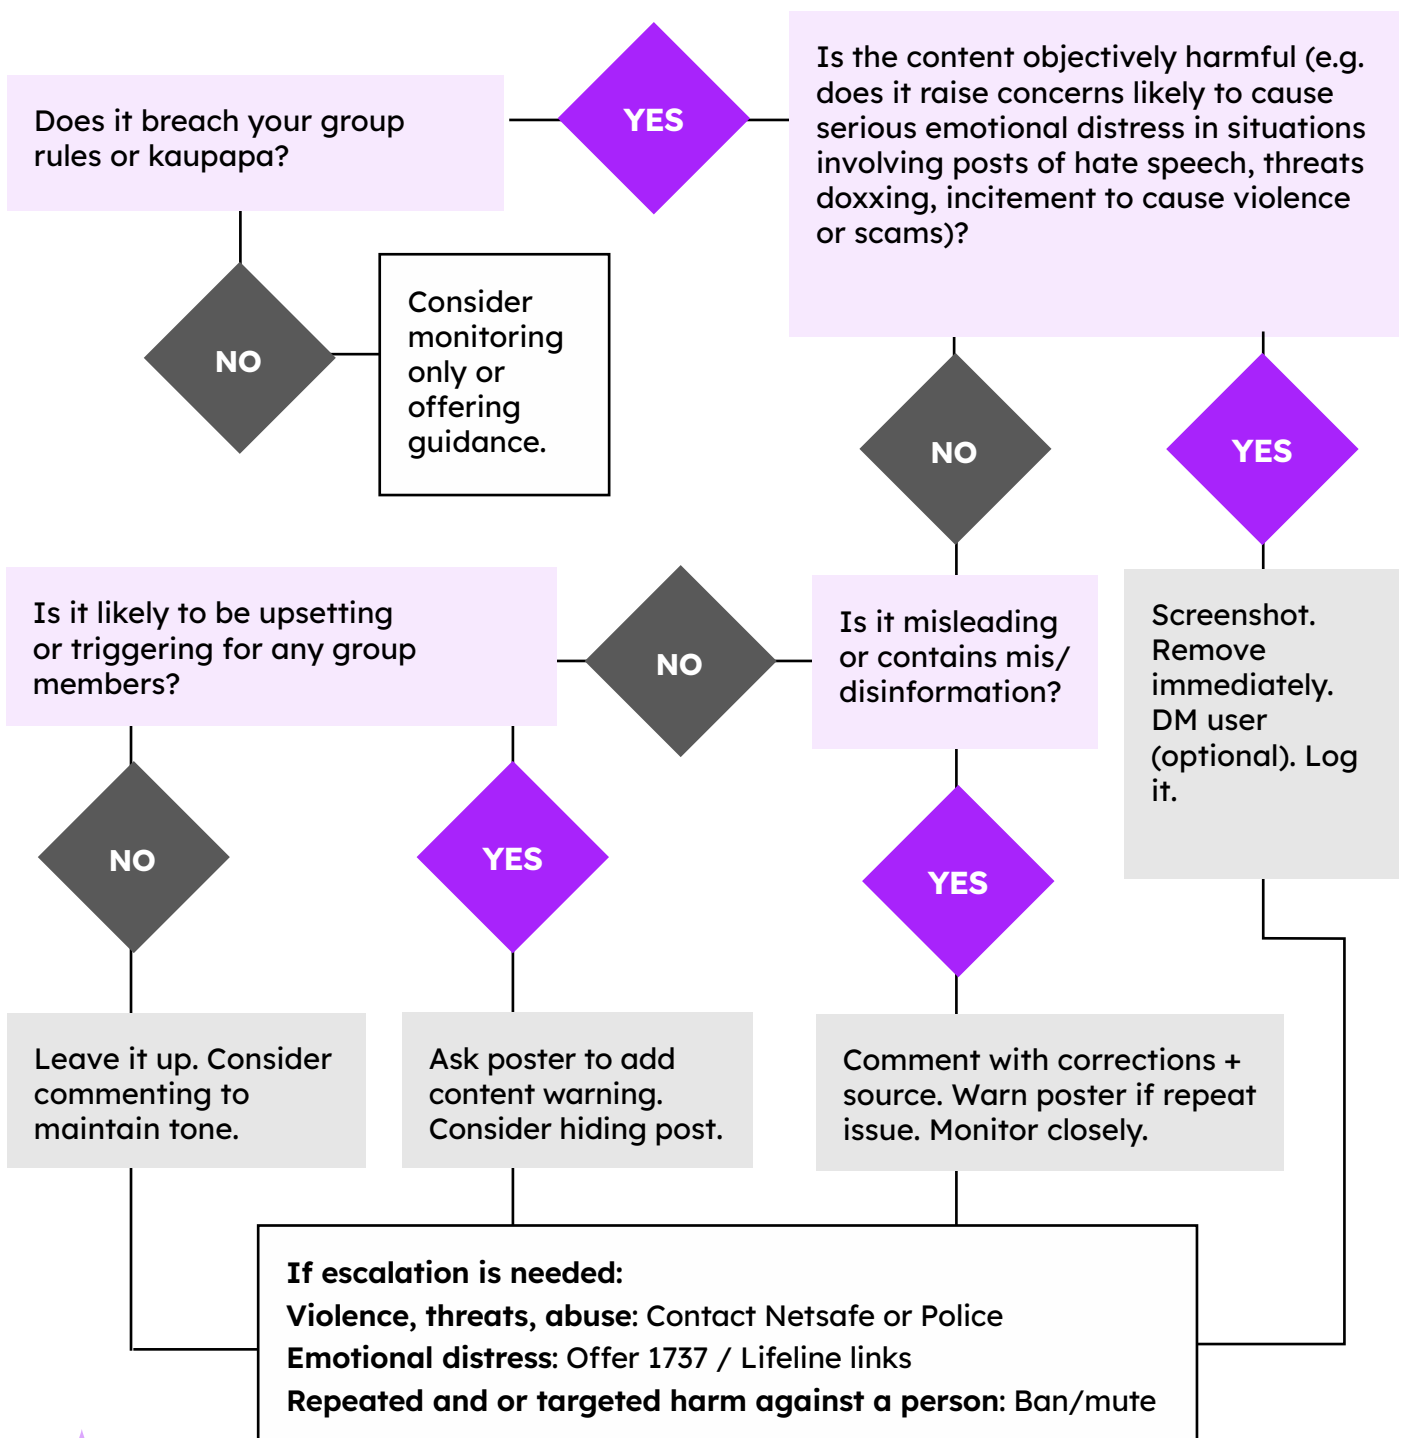 Does it breach your group
rules or kaupapa?
YES
Is the content objectively harmful (e.g.
does it raise concerns likely to cause
serious emotional distress in situations
involving posts of hate speech, threats
doxxing, incitement to cause violence
or scams)?
NO
Consider
monitoring
only or
offering
guidance.
NO
YES
Is it likely to be upsetting
or triggering for any group
members?
NO
Is it misleading
or contains mis/
disinformation?
Screenshot.
Remove
immediately.
DM user
(optional). Log
it.
NO
YES
YES
Leave it up. Consider
commenting to
maintain tone.
Ask poster to add
content warning.
Consider hiding post.
Comment with corrections +
source. Warn poster if repeat
issue. Monitor closely.
If escalation is needed:
Violence, threats, abuse: Contact Netsafe or Police
Emotional distress: Offer 1737 / Lifeline links
Repeated and or targeted harm against a person: Ban/mute